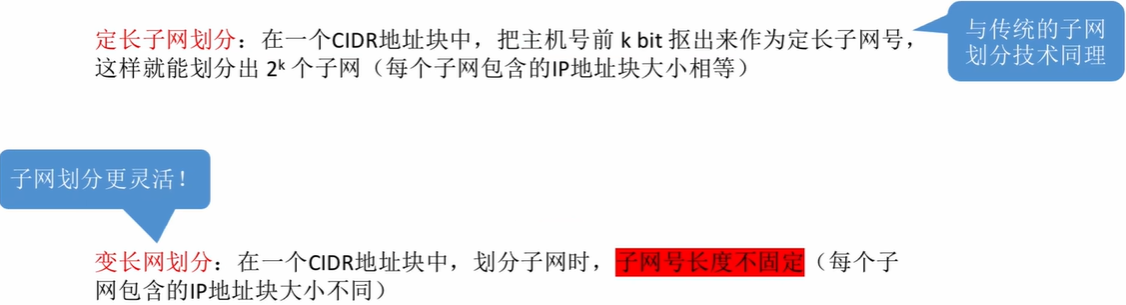 定长子网划分：在一个CIDR地址块中，把主机号前 k bit 抠出来作为定长子网号，
这样就能划分出 2ᵏ 个子网（每个子网包含的IP地址块大小相等）
与传统的子网
划分技术同理
子网划分更灵活！
变长网划分：在一个CIDR地址块中，划分子网时，子网号长度不固定（每个子
网包含的IP地址块大小不同）